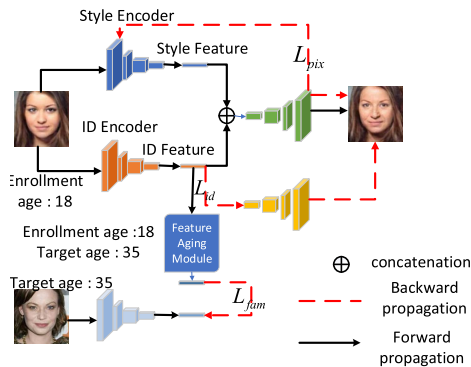 Style Encoder
Style Feature
L_pix
ID Encoder
ID Feature
Enrollment
age : 18
L_id
Enrollment age :18
Target age : 35
Feature
Aging
Module
Target age : 35
L_fam
concatenation
Backward
propagation
Forward
propagation